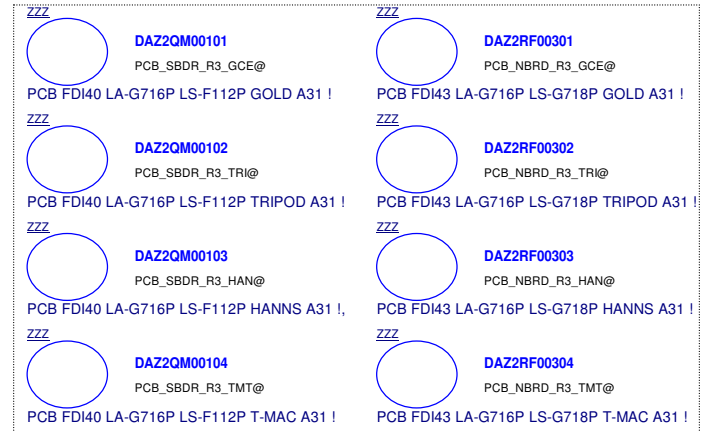 ZZZ
DAZ2QM00101
PCB_SBDR_R3_GCE@
PCB FDI40 LA-G716P LS-F112P GOLD A31 !
ZZZ
DAZ2RF00301
PCB_NBRD_R3_GCE@
PCB FDI43 LA-G716P LS-G718P GOLD A31 !
ZZZ
DAZ2QM00102
PCB_SBDR_R3_TRI@
PCB FDI40 LA-G716P LS-F112P TRIPOD A31 !
ZZZ
DAZ2RF00302
PCB_NBRD_R3_TRI@
PCB FDI43 LA-G716P LS-G718P TRIPOD A31 !
ZZZ
DAZ2QM00103
PCB_SBDR_R3_HAN@
PCB FDI40 LA-G716P LS-F112P HANNS A31 !,
ZZZ
DAZ2RF00303
PCB_NBRD_R3_HAN@
PCB FDI43 LA-G716P LS-G718P HANNS A31 !
ZZZ
DAZ2QM00104
PCB_SBDR_R3_TMT@
PCB FDI40 LA-G716P LS-F112P T-MAC A31 !
ZZZ
DAZ2RF00304
PCB_NBRD_R3_TMT@
PCB FDI43 LA-G716P LS-G718P T-MAC A31 !